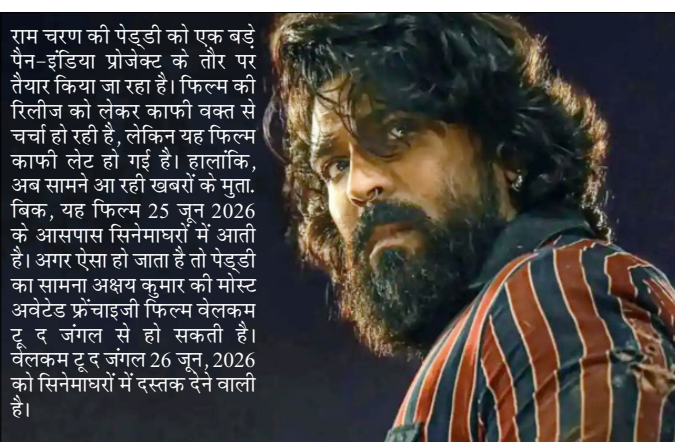 राम चरण की पेड्डी को एक बड़े
पैन-इंडिया प्रोजेक्ट के तौर पर
तैयार किया जा रहा है। फिल्म की
रिलीज को लेकर काफी वक्त से
चर्चा हो रही है, लेकिन यह फिल्म
काफी लेट हो गई है। हालांकि,
अब सामने आ रही खबरों के मुता.
बिक, यह फिल्म 25 जून 2026
के आसपास सिनेमाघरों में आती
है। अगर ऐसा हो जाता है तो पेड्डी
का सामना अक्षय कुमार की मोस्ट
अवेटेड फ्रेंचाइजी फिल्म वेलकम
टू द जंगल से हो सकती है।
वेलकम टू द जंगल 26 जून, 2026
को सिनेमाघरों में दस्तक देने वाली
है।